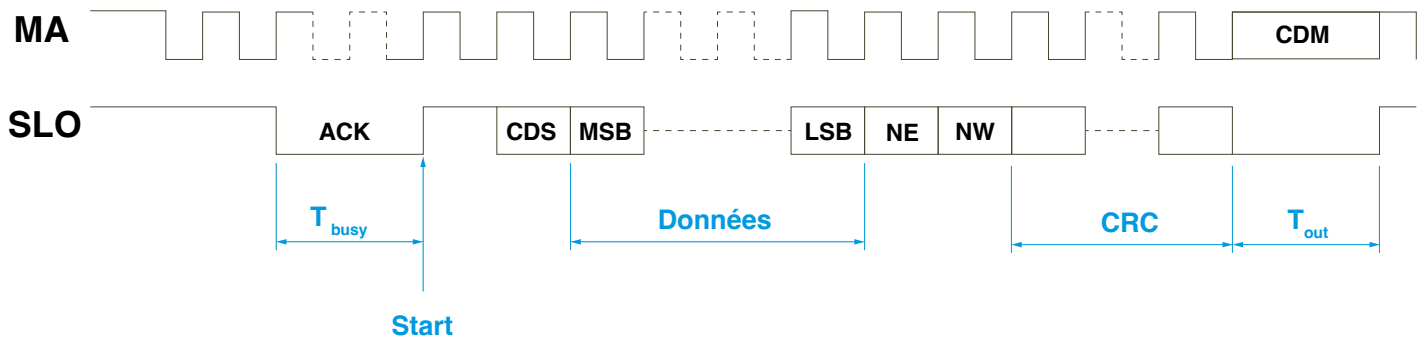 MA
CDM
SLO
ACK
CDS
MSB
LSB
NE
NW
T busy
Données
CRC
T out
Start